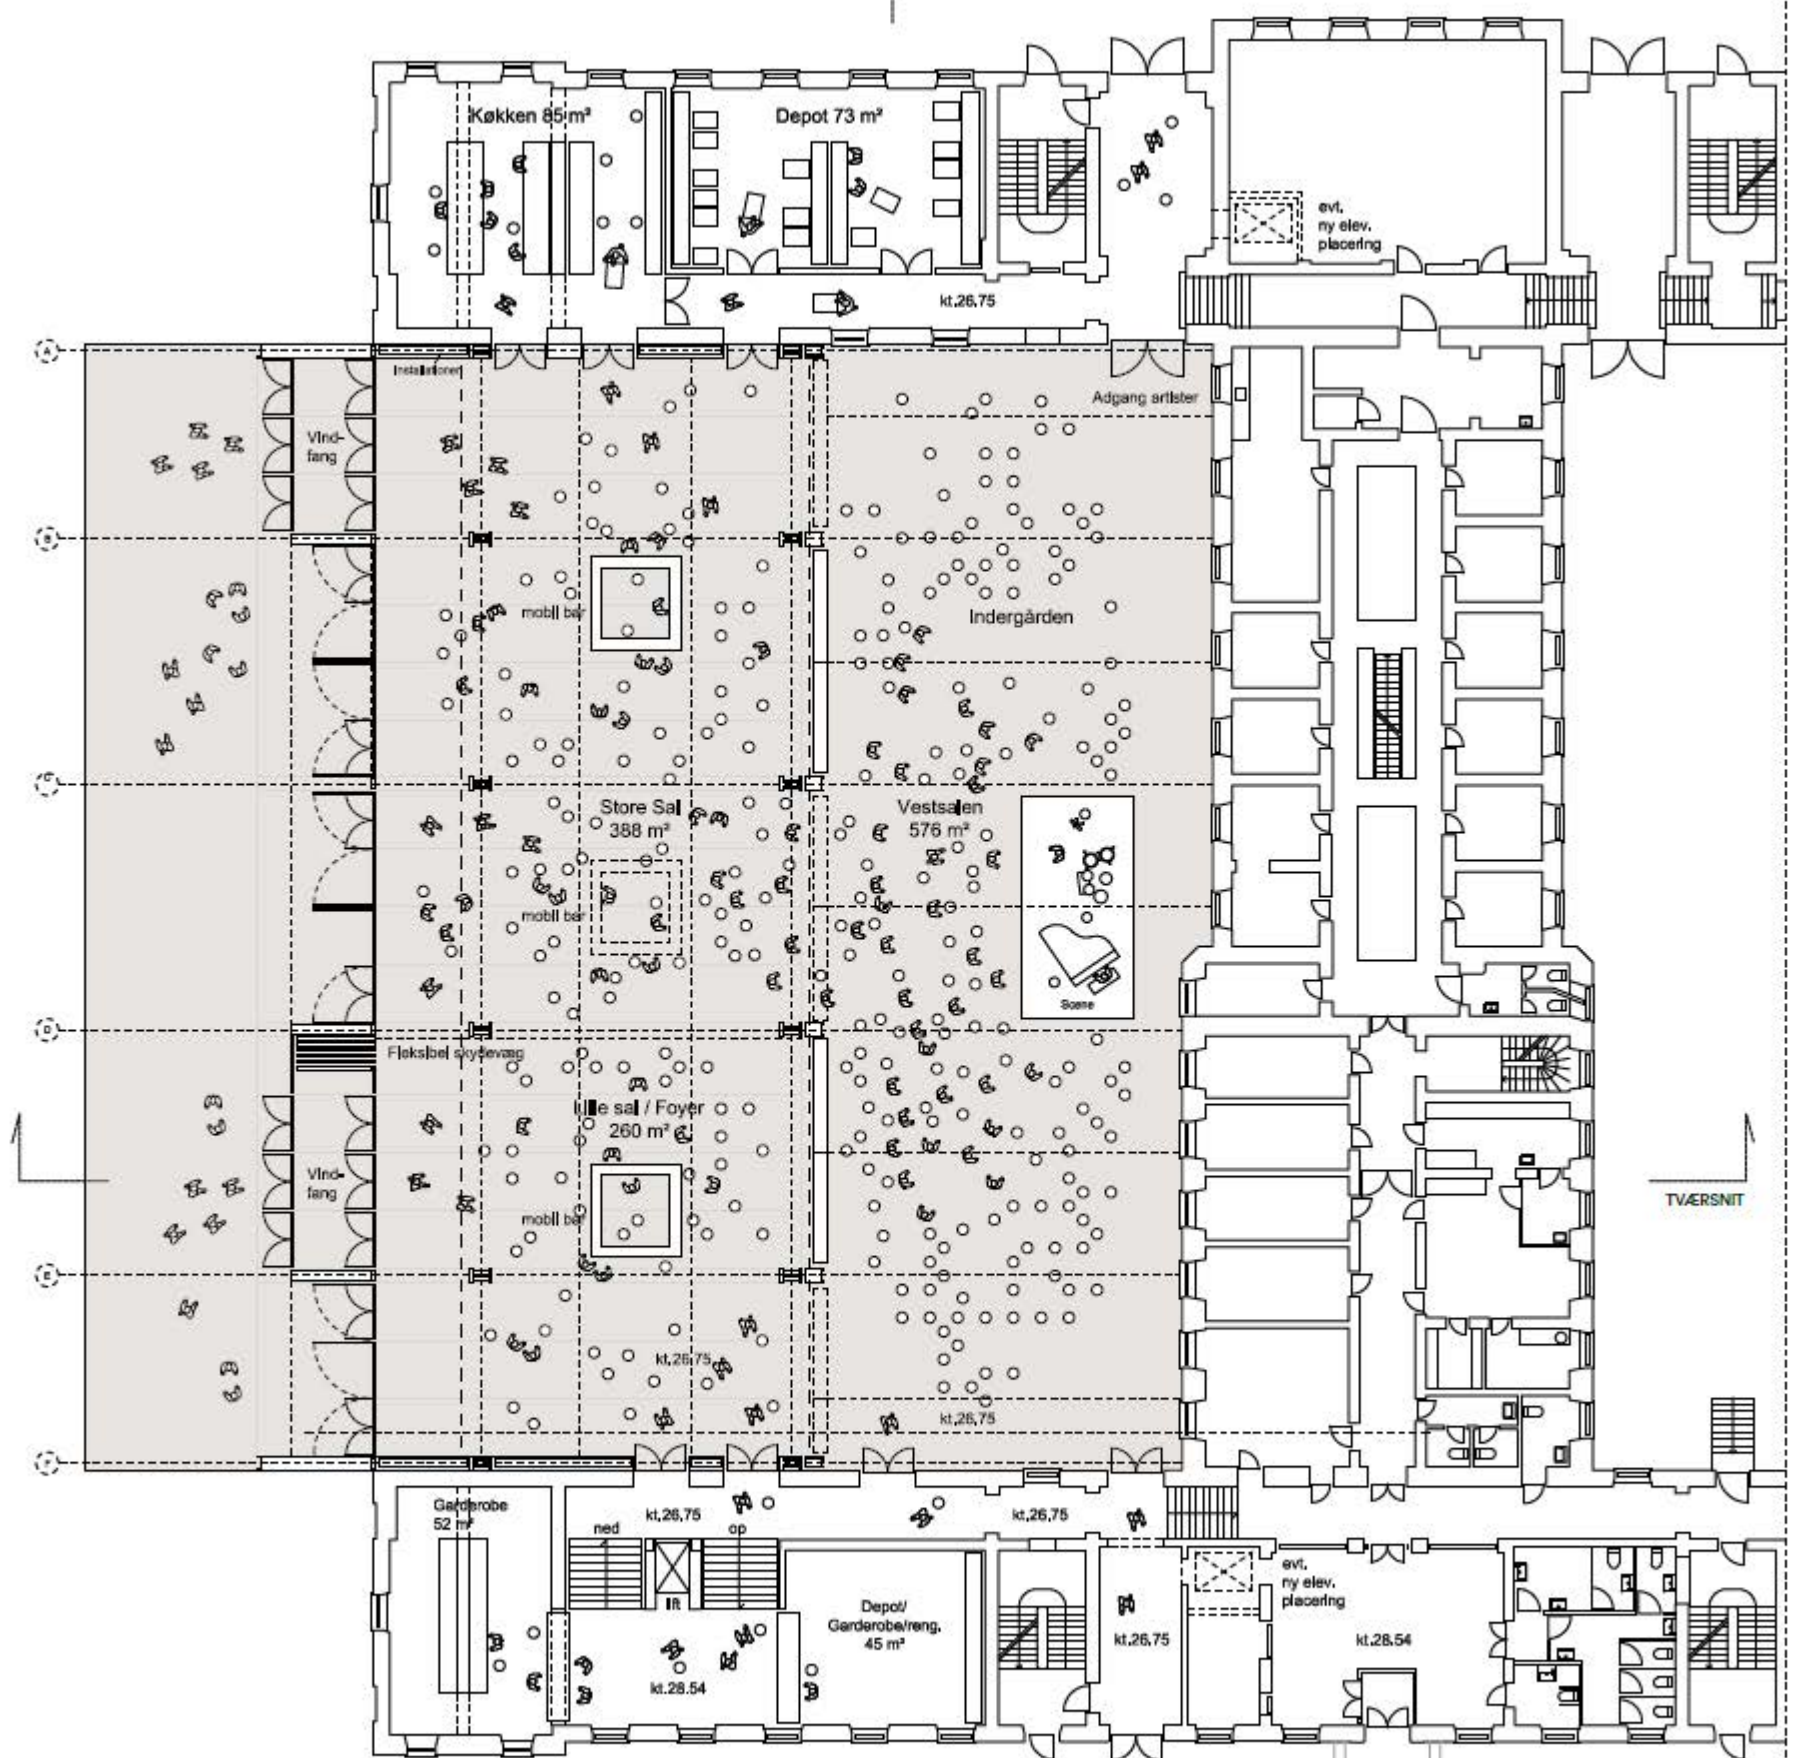 Køkken 85 m²
Depot 73 m²
evt.
ny elev.
placering
kt.26.75
A
Installationer
Adgang artister
Vind-
fang
B
mobil bar
Indergården
C
Store Sal
388 m²
Vestsalen
576 m²
mobil bar
Scene
D
Fleksibel skydevæg
Lille sal / Foyer
260 m²
Vind-
fang
TVÆRSNIT
mobil bar
E
kt.26.75
kt.26.75
F
Garderobe
52 m²
kt.26.75
kt.26.75
ned
op
lift
evt.
ny elev.
placering
Depot/
Garderobe/reng.
45 m²
kt.26.75
kt.28.54
kt.28.54